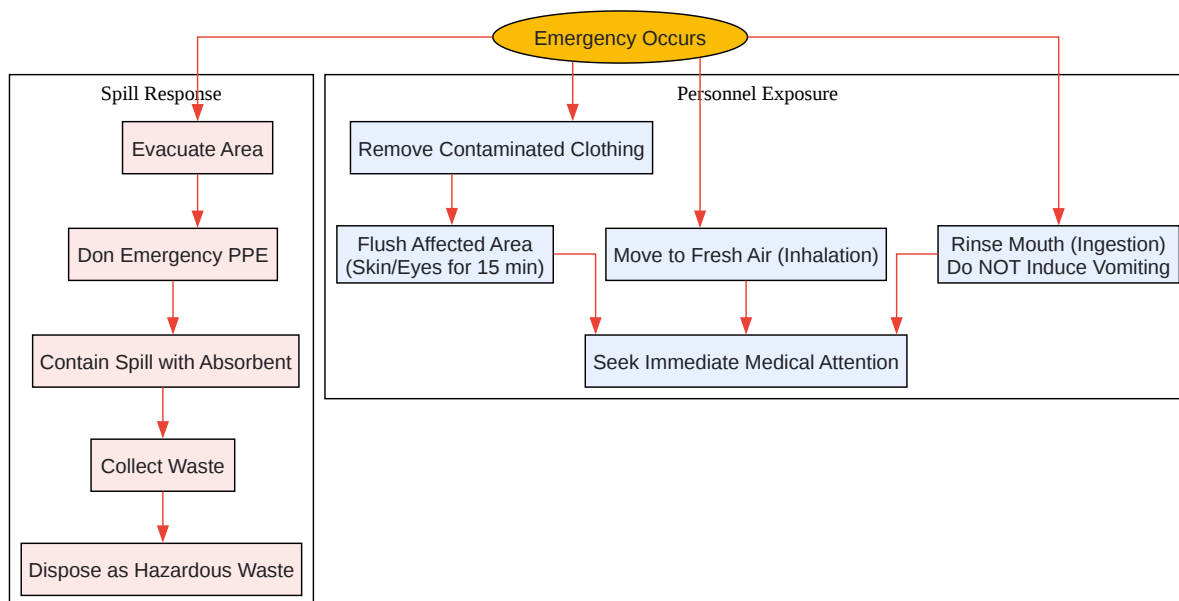 Emergency Occurs
Spill Response
Evacuate Area
Don Emergency PPE
Contain Spill with Absorbent
Collect Waste
Dispose as Hazardous Waste
Personnel Exposure
Remove Contaminated Clothing
Flush Affected Area
(Skin/Eyes for 15 min)
Move to Fresh Air (Inhalation)
Rinse Mouth (Ingestion)
Do NOT Induce Vomiting
Seek Immediate Medical Attention